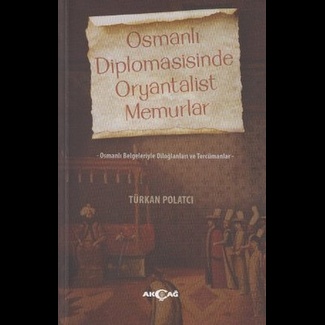 Osmanlı
Diplomasisinde
Oryantalist
Memurlar
- Osmanlı Belgeleriyle Diloğlanları ve Tercümanlar -
TÜRKAN POLATCI
AKÇAĞ